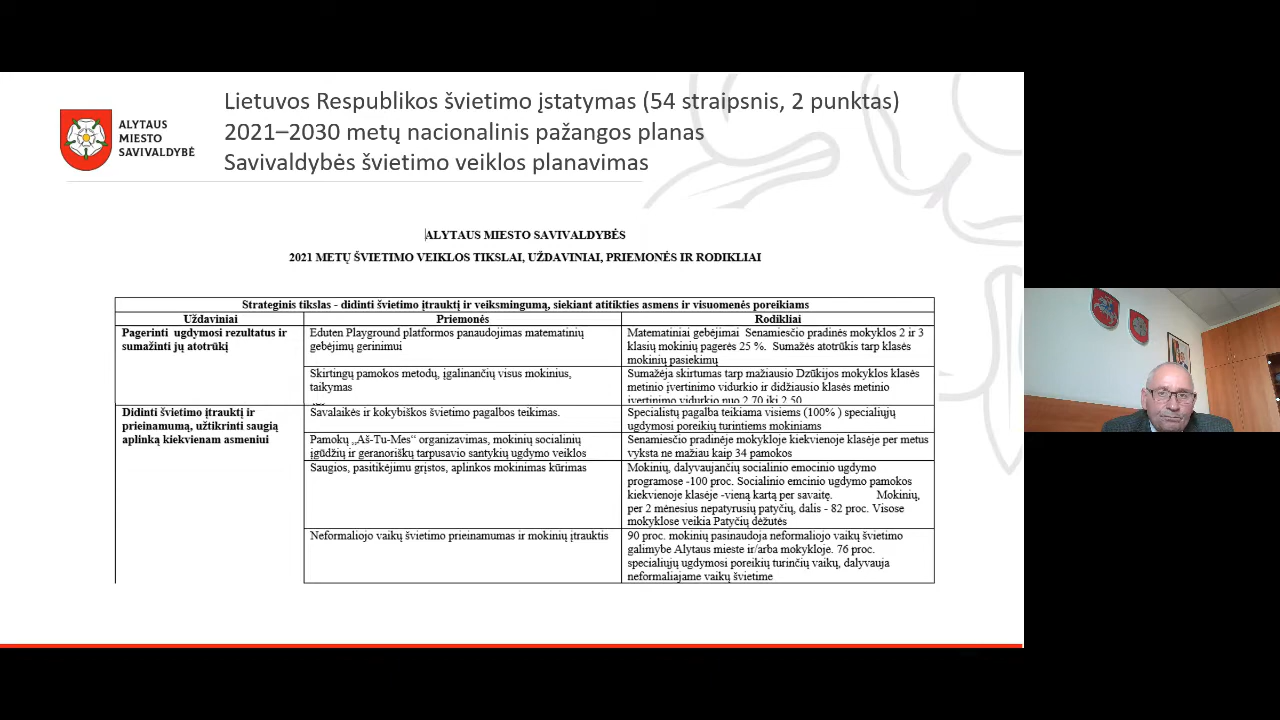 Lietuvos Respublikos švietimo įstatymas (54 straipsnis, 2 punktas)
2021–2030 metų nacionalinis pažangos planas
Savivaldybės švietimo veiklos planavimas
ALYTAUS
MIESTO
SAVIVALDYBĖ
ALYTAUS MIESTO SAVIVALDYBĖS
2021 METŲ ŠVIETIMO VEIKLOS TIKSLAI, UŽDAVINIAI, PRIEMONĖS IR RODIKLIAI
Strateginis tikslas - didinti švietimo įtrauktį ir veiksmingumą, siekiant atitikties asmens ir visuomenės poreikiams
Uždaviniai
Priemonės
Rodikliai
Pagerinti ugdymosi rezultatus ir
sumažinti jų atotrūkį
Eduten Playground platformos panaudojimas matematinių
gebėjimų gerinimui
Matematiniai gebėjimai Senamiesčio pradinės mokyklos 2 ir 3
klasių mokinių pagerės 25 %. Sumažės atotrūkis tarp klasės
mokinių pasiekimų
Skirtingų pamokos metodų, įgalinančių visus mokinius,
taikymas
Sumažėja skirtumas tarp mažiausio Dzūkijos mokyklos klasės
metinio įvertinimo vidurkio ir didžiausio klasės metinio
įvertinimo vidurkio nuo 2,70 iki 2,50
Didinti švietimo įtrauktį ir
prieinamumą, užtikrinti saugią
aplinką kiekvienam asmeniui
Savalaikės ir kokybiškos švietimo pagalbos teikimas.
Specialistų pagalba teikiama visiems (100% ) specialiųjų
ugdymosi poreikių turintiems mokiniams
Pamokų ,,Aš-Tu-Mes“ organizavimas, mokinių socialinių
įgūdžių ir geranoriškų tarpusavio santykių ugdymo veiklos
Senamiesčio pradinėje mokykloje kiekvienoje klasėje per metus
vyksta ne mažiau kaip 34 pamokos
Saugios, pasitikėjimu grįstos, aplinkos mokinimas kūrimas
Mokinių, dalyvaujančių socialinio emocinio ugdymo
programose -100 proc. Socialinio emcinio ugdymo pamokos
kiekvienoje klasėje -vieną kartą per savaitę. Mokinių,
per 2 mėnesius nepatyrusių patyčių, dalis - 82 proc. Visose
mokyklose veikia Patyčių dėžutės
Neformaliojo vaikų švietimo prieinamumas ir mokinių įtrauktis
90 proc. mokinių pasinaudoja neformaliojo vaikų švietimo
galimybe Alytaus mieste ir/arba mokykloje. 76 proc.
specialiųjų ugdymosi poreikių turinčių vaikų, dalyvauja
neformaliajame vaikų švietime